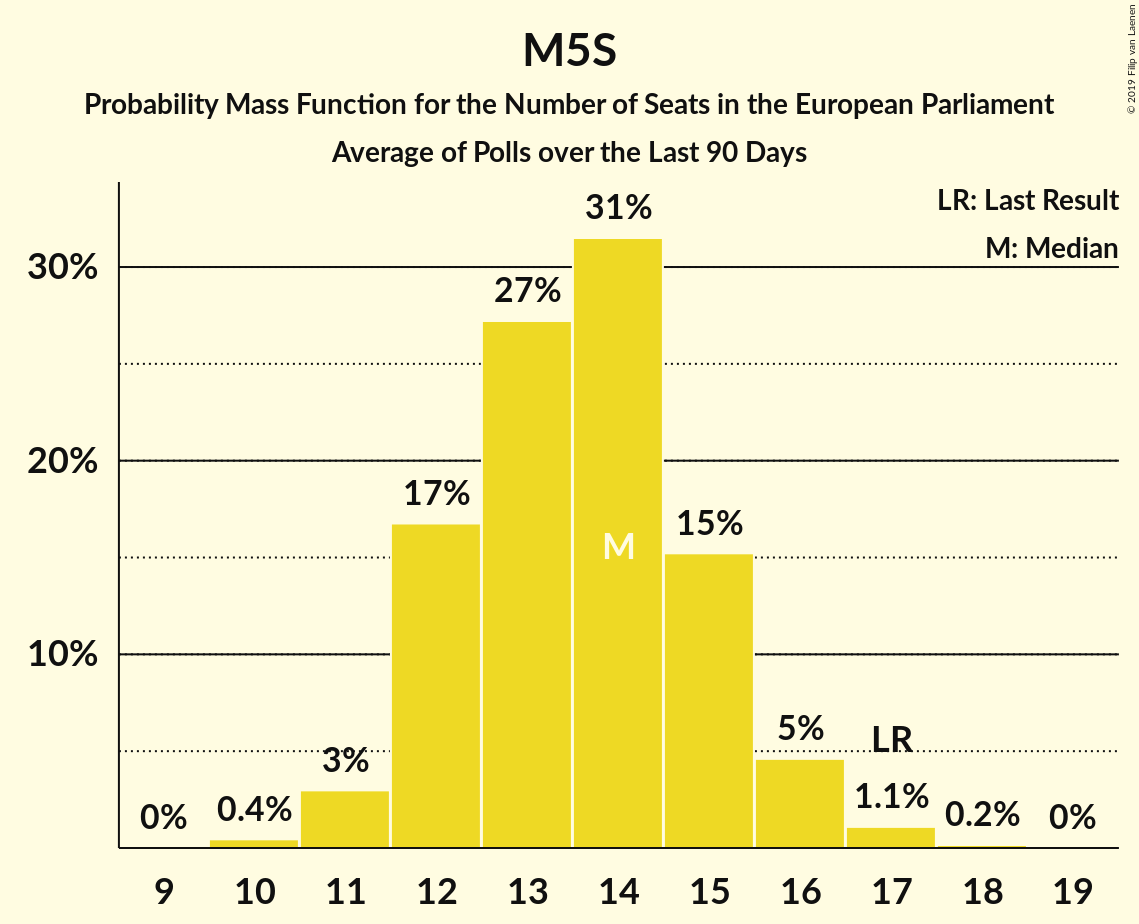 M5S
Probability Mass Function for the Number of Seats in the European Parliament
Average of Polls over the Last 90 Days
© 2019 Filip van Laenen
LR: Last Result
M: Median
30%
20%
10%
0%
0.4%
3%
17%
27%
31%
M
15%
5%
LR
1.1%
0.2%
0%
9 10 11 12 13 14 15 16 17 18 19